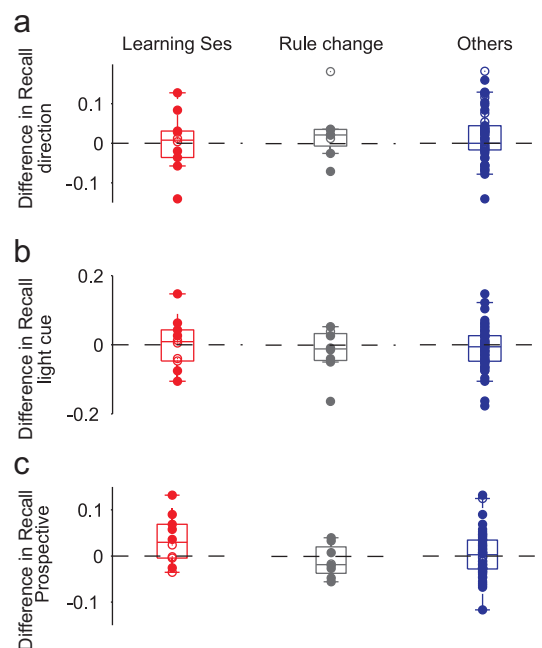 a
Learning Ses Rule change Others
Difference in Recall
direction
0.1
0
-0.1
b
Difference in Recall
light cue
0.2
0
-0.2
c
Difference in Recall
Prospective
0.1
0
-0.1